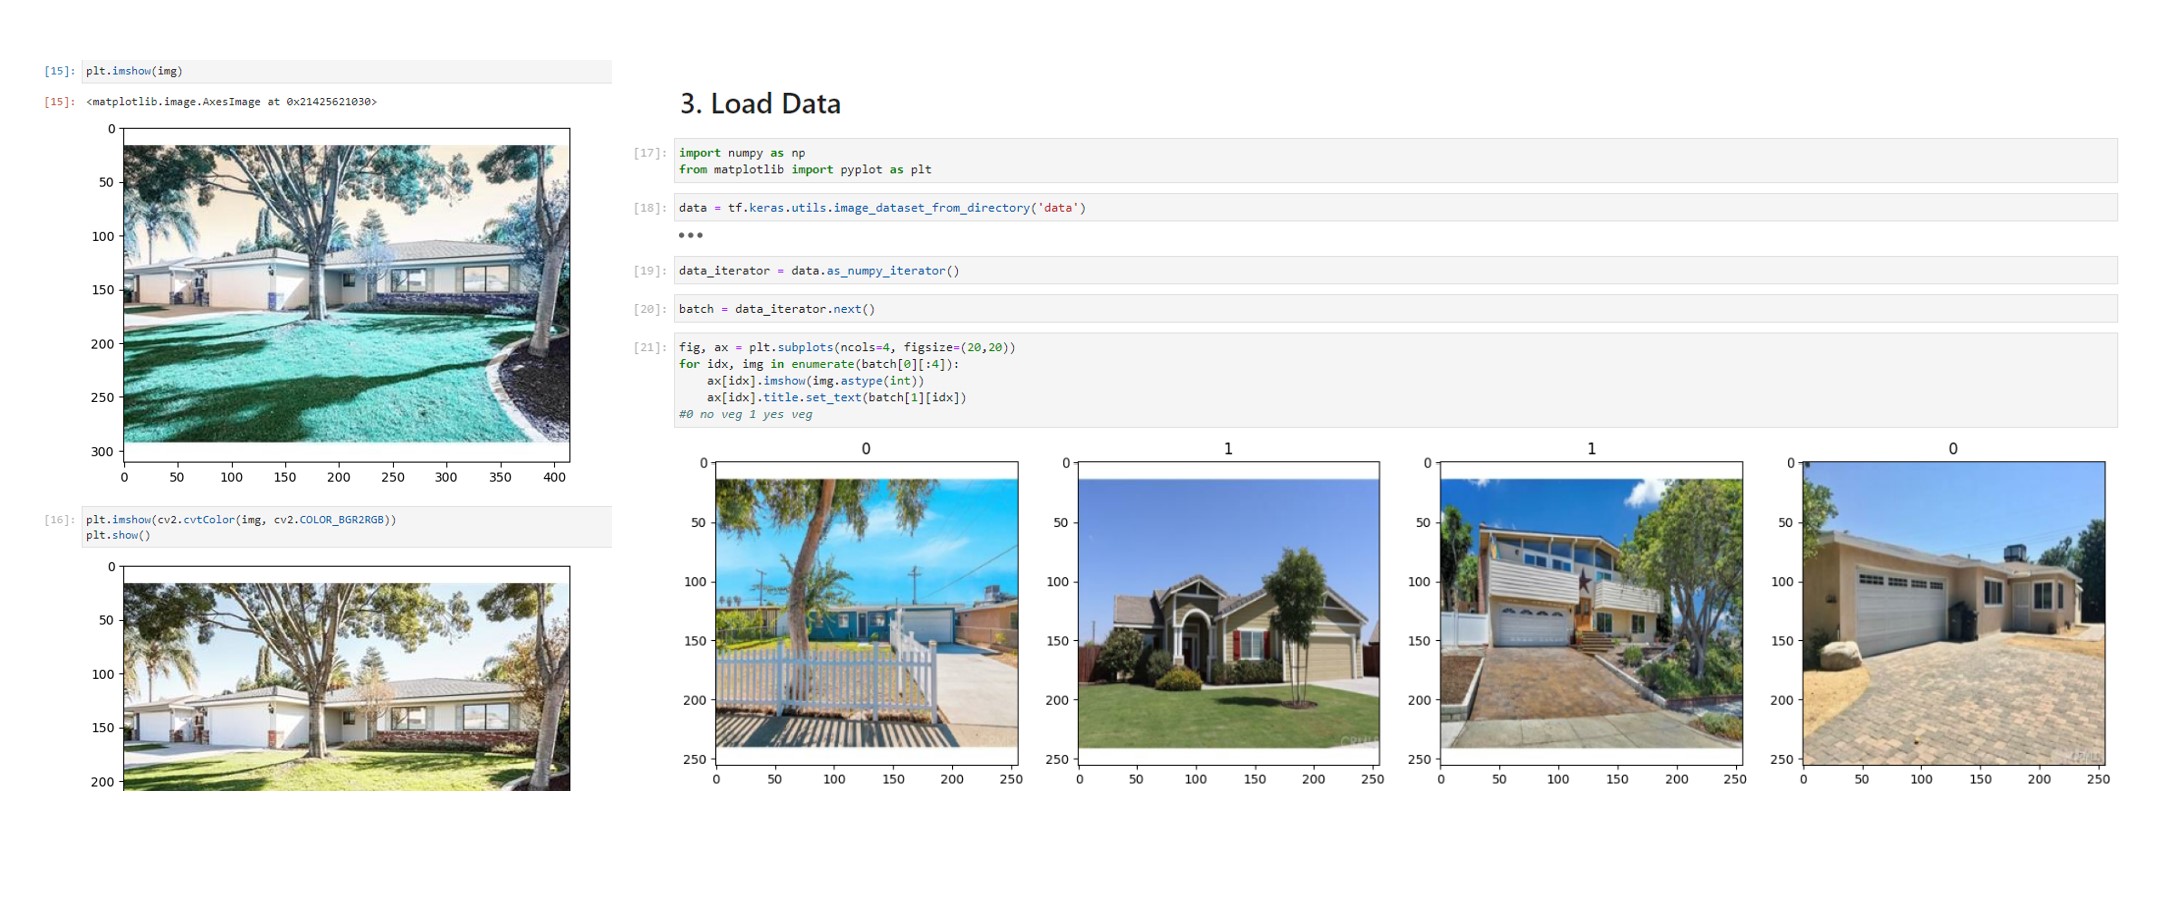 [15]: plt.imshow(img)
[15]: <matplotlib.image.AxesImage at 0x21425621030>
0
50
100
150
200
250
300
0 50 100 150 200 250 300 350 400
[16]: plt.imshow(cv2.cvtColor(img, cv2.COLOR_BGR2RGB))
plt.show()
0
50
100
150
200
3. Load Data
[17]: import numpy as np
from matplotlib import pyplot as plt
[18]: data = tf.keras.utils.image_dataset_from_directory('data')
•••
[19]: data_iterator = data.as_numpy_iterator()
[20]: batch = data_iterator.next()
[21]: fig, ax = plt.subplots(ncols=4, figsize=(20,20))
for idx, img in enumerate(batch[0][:4]):
    ax[idx].imshow(img.astype(int))
    ax[idx].title.set_text(batch[1][idx])
#0 no veg 1 yes veg
0
0
50
100
150
200
250
0 50 100 150 200 250
1
0
50
100
150
200
250
0 50 100 150 200 250
1
0
50
100
150
200
250
0 50 100 150 200 250
0
0
50
100
150
200
250
0 50 100 150 200 250